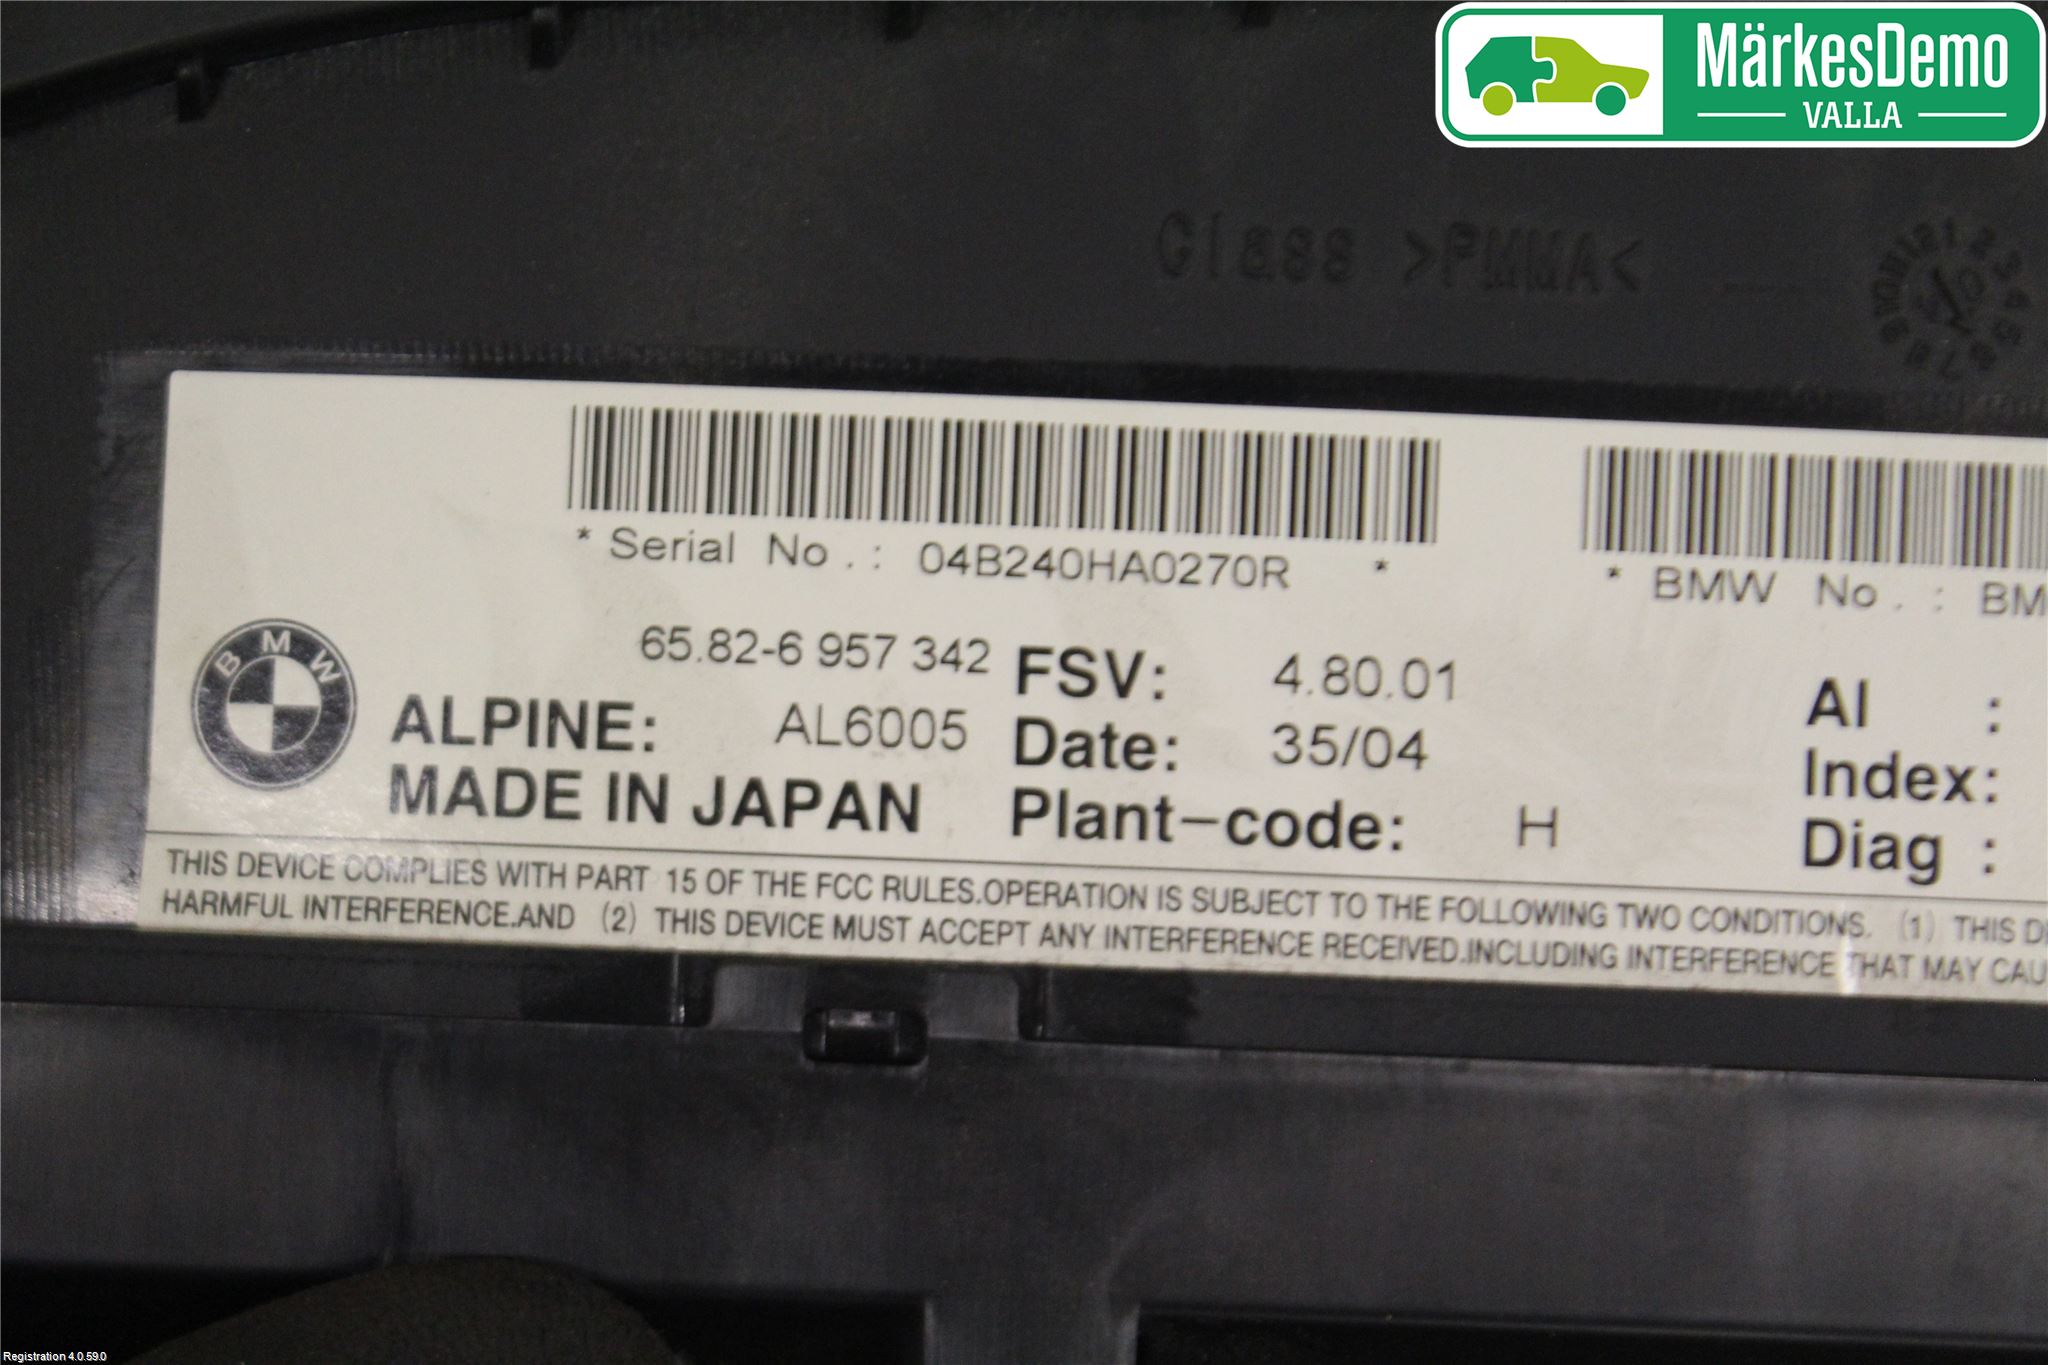 MärkesDemo
VALLA
Class >PMMA<
* Serial No.: 04B240HA0270R *
* BMW No.: BM
BMW
65.82-6 957 342
FSV: 4.80.01
AI :
ALPINE: AL6005
Date: 35/04
Index:
MADE IN JAPAN
Plant-code: H
Diag :
THIS DEVICE COMPLIES WITH PART 15 OF THE FCC RULES.OPERATION IS SUBJECT TO THE FOLLOWING TWO CONDITIONS. (1) THIS
HARMFUL INTERFERENCE.AND (2) THIS DEVICE MUST ACCEPT ANY INTERFERENCE RECEIVED.INCLUDING INTERFERENCE THAT MAY CAU
Registration 4.0.59.0